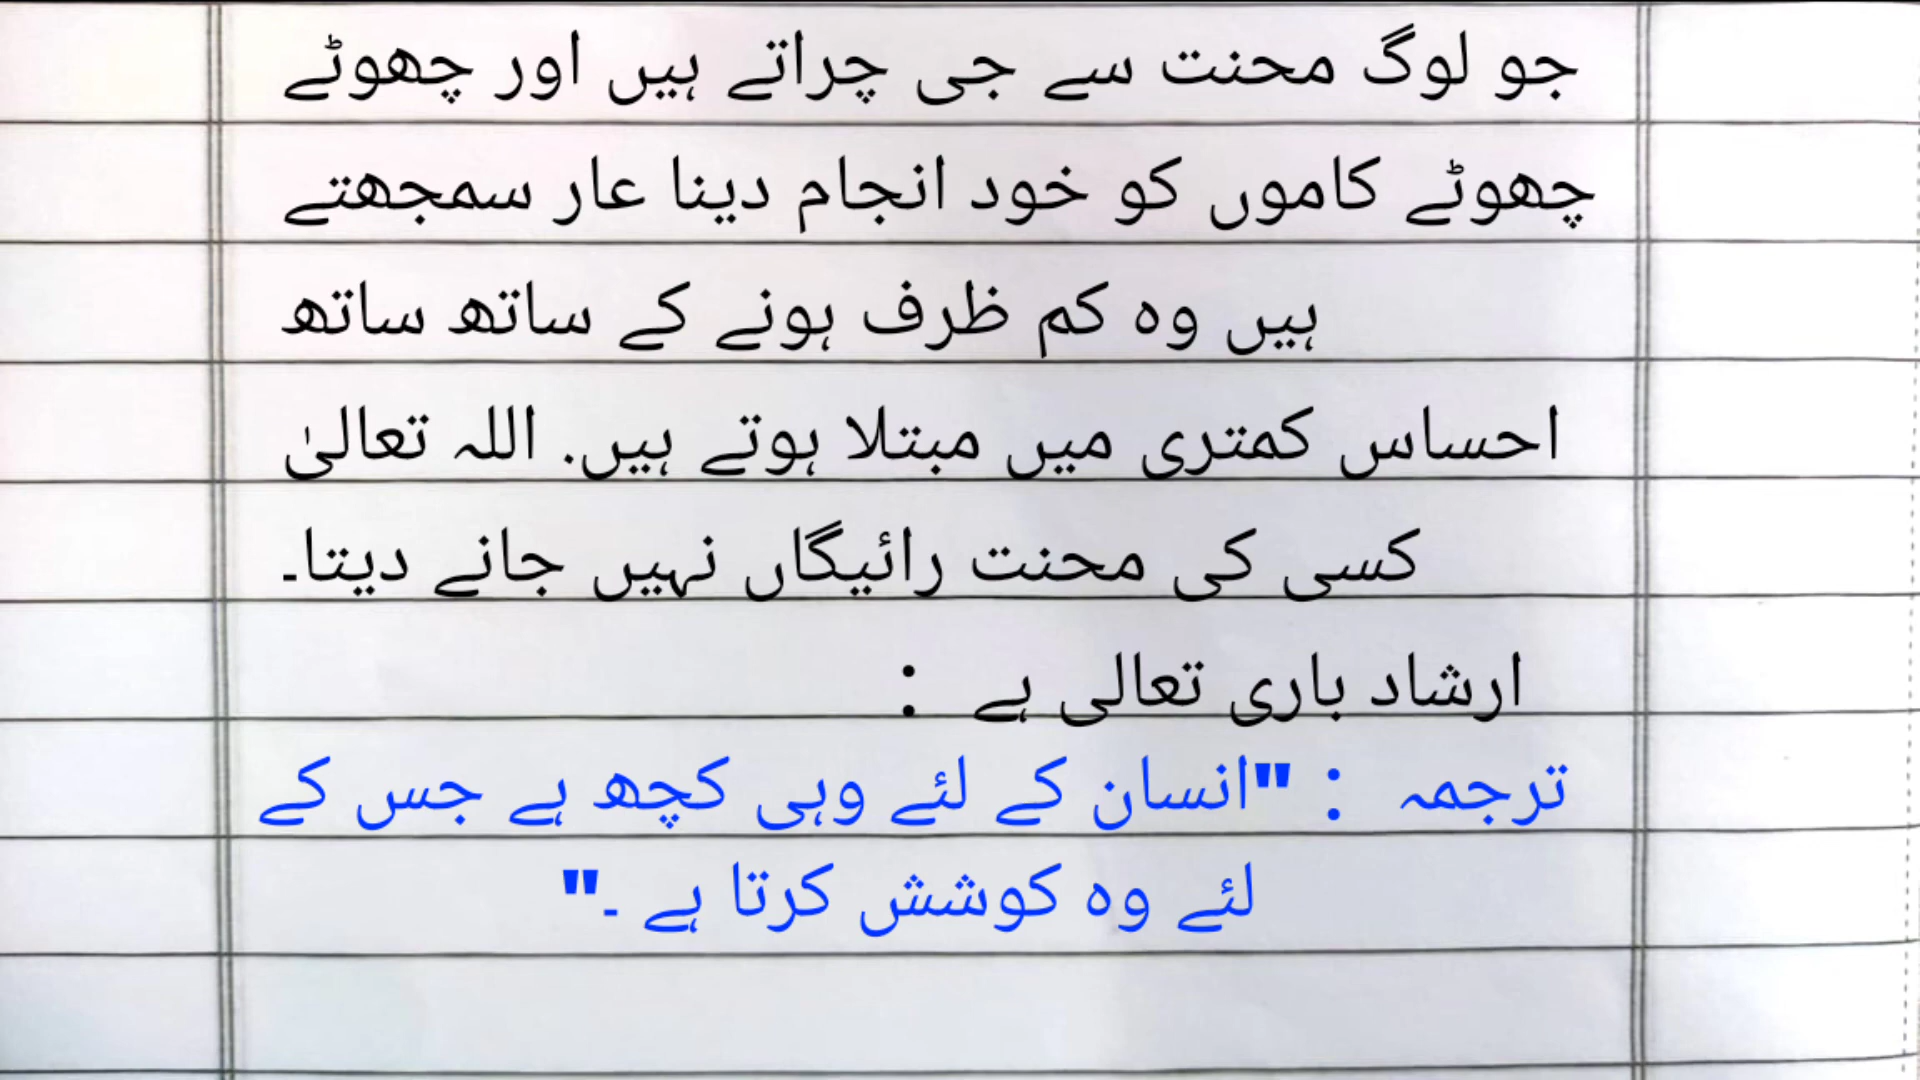 جو لوگ محنت سے جی چراتے ہیں اور چھوٹے
چھوٹے کاموں کو خود انجام دینا عار سمجھتے
ہیں وہ کم ظرف ہونے کے ساتھ ساتھ
احساس کمتری میں مبتلا ہوتے ہیں. اللہ تعالیٰ
کسی کی محنت رائیگاں نہیں جانے دیتا۔
ارشاد باری تعالی ہے :
ترجمہ : "انسان کے لئے وہی کچھ ہے جس کے
لئے وہ کوشش کرتا ہے ۔"